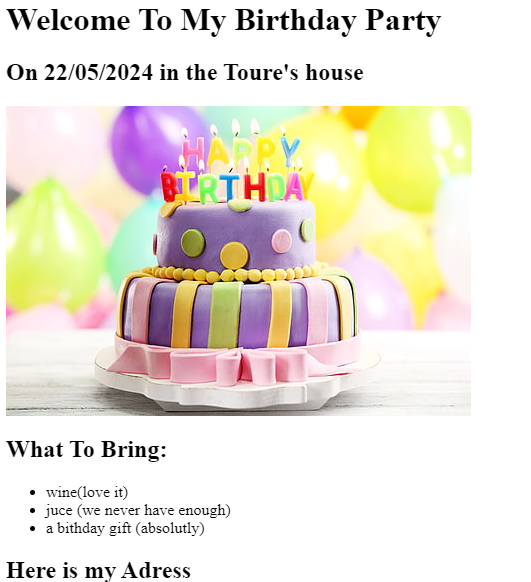 Welcome To My Birthday Party
On 22/05/2024 in the Toure's house
HAPPY
BIRTHDAY
What To Bring:
wine(love it)
juce (we never have enough)
a bithday gift (absolutly)
Here is my Adress